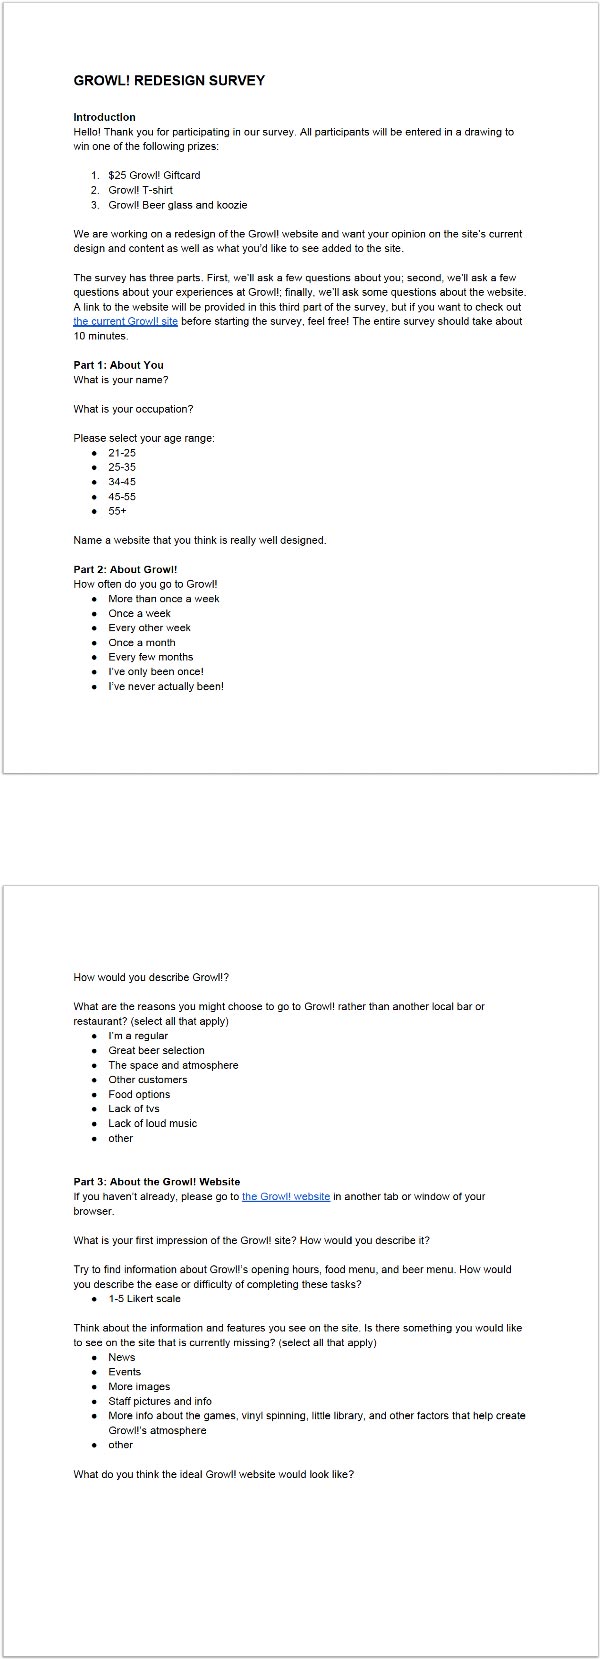 GROWL! REDESIGN SURVEY
Introduction
Hello! Thank you for participating in our survey. All participants will be entered in a drawing to
win one of the following prizes:
1. $25 Growl! Giftcard
2. Growl! T-shirt
3. Growl! Beer glass and koozie
We are working on a redesign of the Growl! website and want your opinion on the site's current
design and content as well as what you'd like to see added to the site.
The survey has three parts. First, we'll ask a few questions about you; second, we'll ask a few
questions about your experiences at Growl!; finally, we'll ask some questions about the website.
A link to the website will be provided in this third part of the survey, but if you want to check out
the current Growl! site before starting the survey, feel free! The entire survey should take about
10 minutes.
Part 1: About You
What is your name?
What is your occupation?
Please select your age range:
● 21-25
● 25-35
● 34-45
● 45-55
● 55+
Name a website that you think is really well designed.
Part 2: About Growl!
How often do you go to Growl!
● More than once a week
● Once a week
● Every other week
● Once a month
● Every few months
● I've only been once!
● I've never actually been!
How would you describe Growl!?
What are the reasons you might choose to go to Growl! rather than another local bar or
restaurant? (select all that apply)
● I'm a regular
● Great beer selection
● The space and atmosphere
● Other customers
● Food options
● Lack of tvs
● Lack of loud music
● other
Part 3: About the Growl! Website
If you haven't already, please go to the Growl! website in another tab or window of your
browser.
What is your first impression of the Growl! site? How would you describe it?
Try to find information about Growl!'s opening hours, food menu, and beer menu. How would
you describe the ease or difficulty of completing these tasks?
● 1-5 Likert scale
Think about the information and features you see on the site. Is there something you would like
to see on the site that is currently missing? (select all that apply)
● News
● Events
● More images
● Staff pictures and info
● More info about the games, vinyl spinning, little library, and other factors that help create
Growl!'s atmosphere
● other
What do you think the ideal Growl! website would look like?